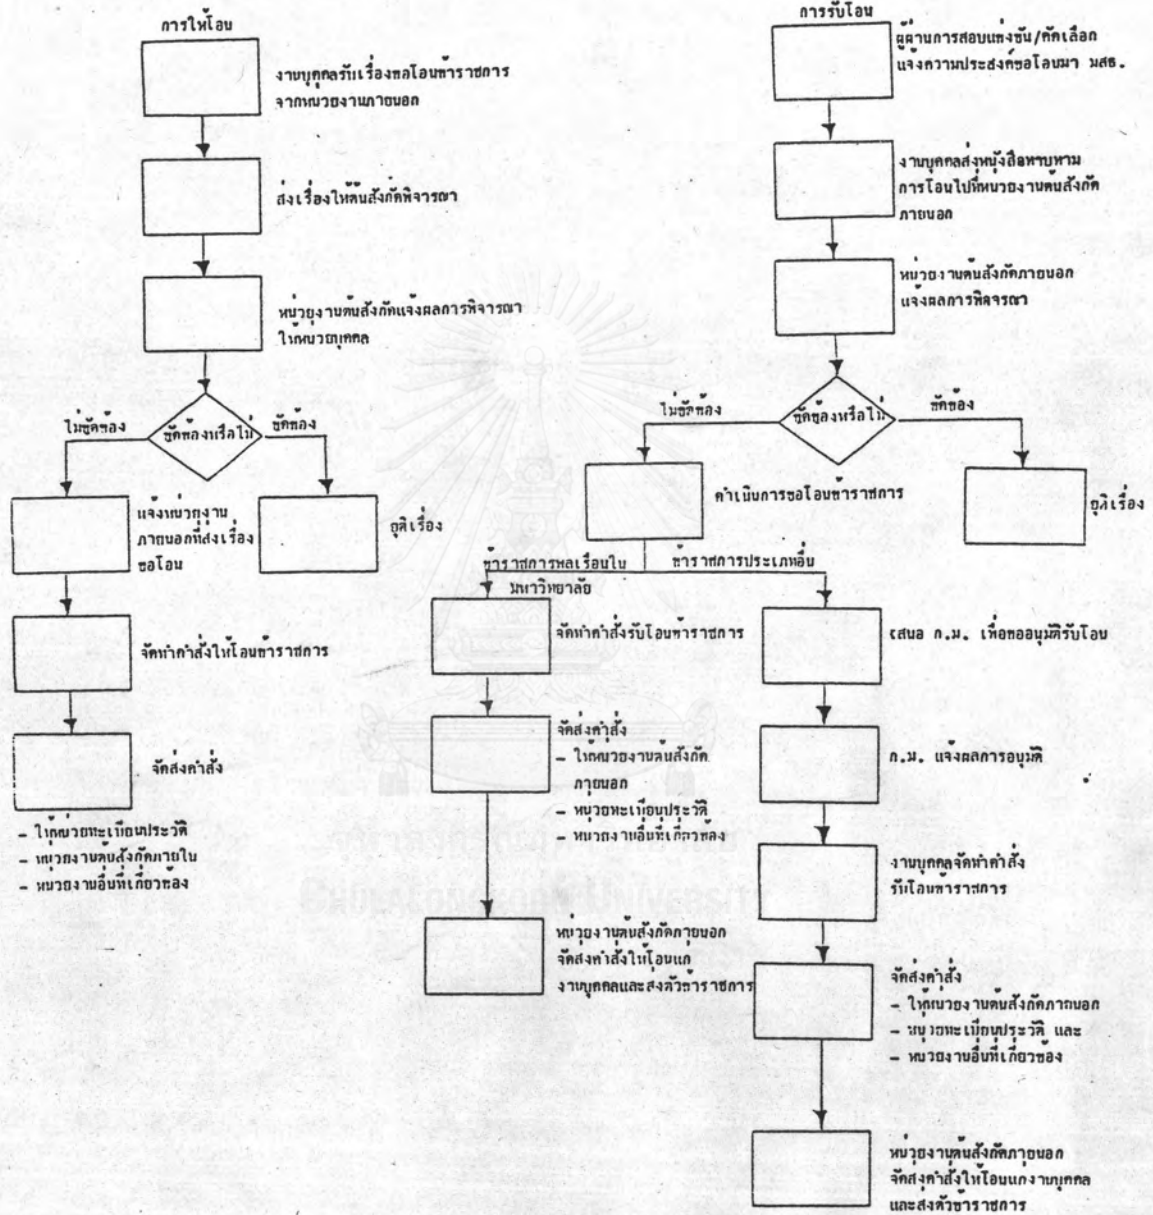 การให้โอน
งานบุคคลรับเรื่องขอโอนข้าราชการ
จากหน่วยงานภายนอก
ส่งเรื่องให้ต้นสังกัดพิจารณา
หน่วยงานต้นสังกัดแจ้งผลการพิจารณา
ให้หน่วยบุคคล
ไม่ขัดข้อง
ขัดข้องหรือไม่
ขัดข้อง
แจ้งหน่วยงาน
ภายนอกที่ส่งเรื่อง
ขอโอน
ยุติเรื่อง
จัดทำคำสั่งให้โอนข้าราชการ
จัดส่งคำสั่ง
- ให้หน่วยทะเบียนประวัติ
- หน่วยงานต้นสังกัดภายใน
- หน่วยงานอื่นที่เกี่ยวข้อง
การรับโอน
ผู้ผ่านการสอบแข่งขัน/คัดเลือก
แจ้งความประสงค์ขอโอนมา มสธ.
งานบุคคลส่งหนังสือทาบทาม
การโอนไปที่หน่วยงานต้นสังกัด
ภายนอก
หน่วยงานต้นสังกัดภายนอก
แจ้งผลการพิจารณา
ไม่ขัดข้อง
ขัดข้องหรือไม่
ขัดข้อง
ดำเนินการขอโอนข้าราชการ
ยุติเรื่อง
ข้าราชการพลเรือนใน
มหาวิทยาลัย
ข้าราชการประเภทอื่น
จัดทำคำสั่งรับโอนข้าราชการ
จัดส่งคำสั่ง
- ให้หน่วยงานต้นสังกัด
ภายนอก
- หน่วยทะเบียนประวัติ
- หน่วยงานอื่นที่เกี่ยวข้อง
หน่วยงานต้นสังกัดภายนอก
จัดส่งคำสั่งให้โอนแก่
งานบุคคลและส่งตัวข้าราชการ
เสนอ ก.ม. เพื่อขออนุมัติรับโอน
ก.ม. แจ้งผลการอนุมัติ
งานบุคคลจัดทำคำสั่ง
รับโอนข้าราชการ
จัดส่งคำสั่ง
- ให้หน่วยงานต้นสังกัดภายนอก
- หน่วยทะเบียนประวัติ และ
- หน่วยงานอื่นที่เกี่ยวข้อง
หน่วยงานต้นสังกัดภายนอก
จัดส่งคำสั่งให้โอนแก่งานบุคคล
และส่งตัวข้าราชการ